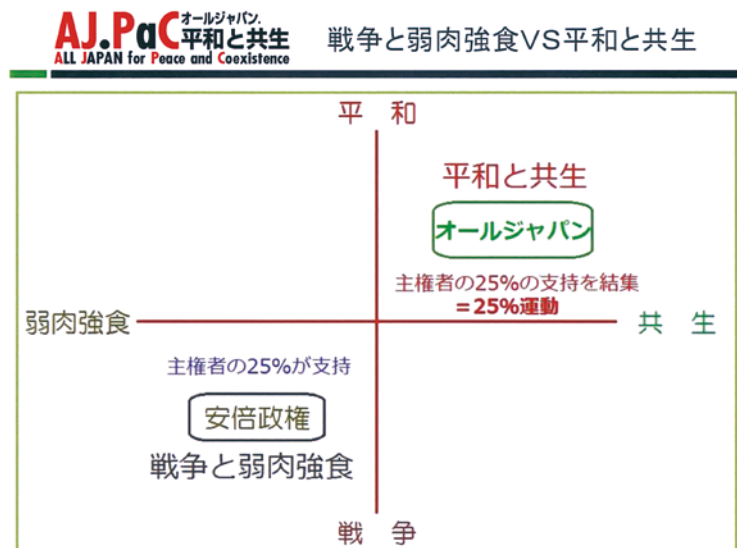 AJ.PaC オールジャパン.
平和と共生
ALL JAPAN for Peace and Coexistence
戦争と弱肉強食VS平和と共生
平 和
平和と共生
オールジャパン
主権者の25%の支持を結集
=25%運動
弱肉強食
共 生
主権者の25%が支持
安倍政権
戦争と弱肉強食
戦 争